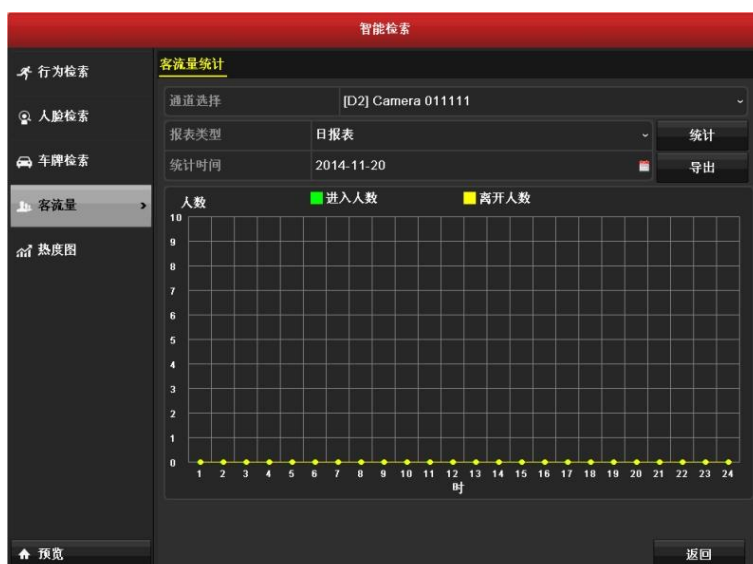 智能检索
行为检索
人脸检索
车牌检索
客流量
热度图
预览
客流量统计
通道选择 [D2] Camera 011111
报表类型 日报表 统计
统计时间 2014-11-20 导出
人数 进入人数 离开人数
10
9
8
7
6
5
4
3
2
1
0
1 2 3 4 5 6 7 8 9 10 11 12 13 14 15 16 17 18 19 20 21 22 23 24
时
返回